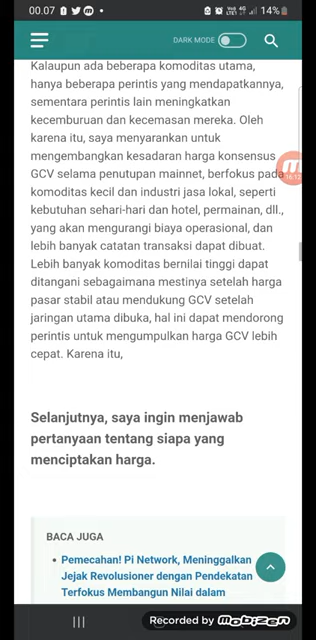 00.07
14%
DARK MODE
Kalaupun ada beberapa komoditas utama,
hanya beberapa perintis yang mendapatkannya,
sementara perintis lain meningkatkan
kecemburuan dan kecemasan mereka. Oleh
karena itu, saya menyarankan untuk
mengembangkan kesadaran harga konsensus
GCV selama penutupan mainnet, berfokus pada
komoditas kecil dan industri jasa lokal, seperti
kebutuhan sehari-hari dan hotel, permainan, dll.,
yang akan mengurangi biaya operasional, dan
lebih banyak catatan transaksi dapat dibuat.
Lebih banyak komoditas bernilai tinggi dapat
ditangani sebagaimana mestinya setelah harga
pasar stabil atau mendukung GCV setelah
jaringan utama dibuka, hal ini dapat mendorong
perintis untuk mengumpulkan harga GCV lebih
cepat. Karena itu,
Selanjutnya, saya ingin menjawab
pertanyaan tentang siapa yang
menciptakan harga.
BACA JUGA
• Pemecahan! Pi Network, Meninggalkan
Jejak Revolusioner dengan Pendekatan
Terfokus Membangun Nilai dalam
Recorded by mobizen